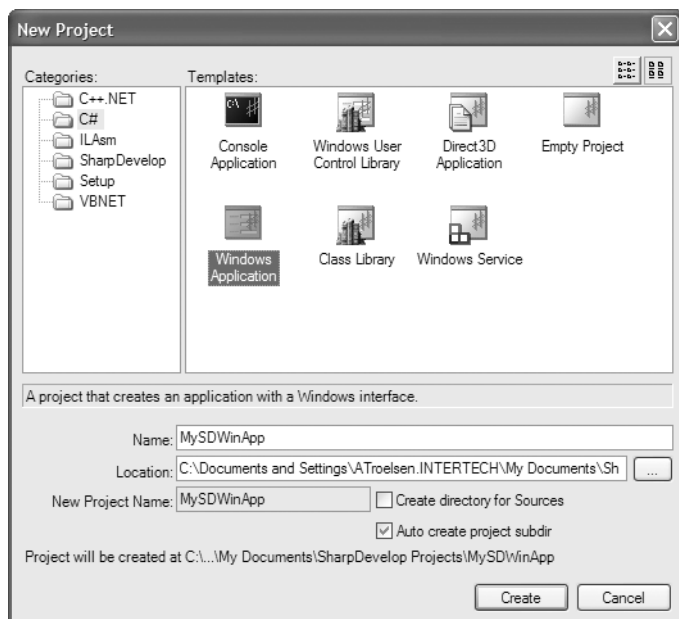 New Project
Categories:
Templates:
C++.NET
C#
ILAsm
SharpDevelop
Setup
VBNET
Console
Application
Windows User
Control Library
Direct3D
Application
Empty Project
Windows
Application
Class Library
Windows Service
A project that creates an application with a Windows interface.
Name: MySDWinApp
Location: C:\Documents and Settings\ATroelsen.INTERTECH\My Documents\Sh ...
New Project Name: MySDWinApp Create directory for Sources
Auto create project subdir
Project will be created at C:\...\My Documents\SharpDevelop Projects\MySDWinApp
Create Cancel